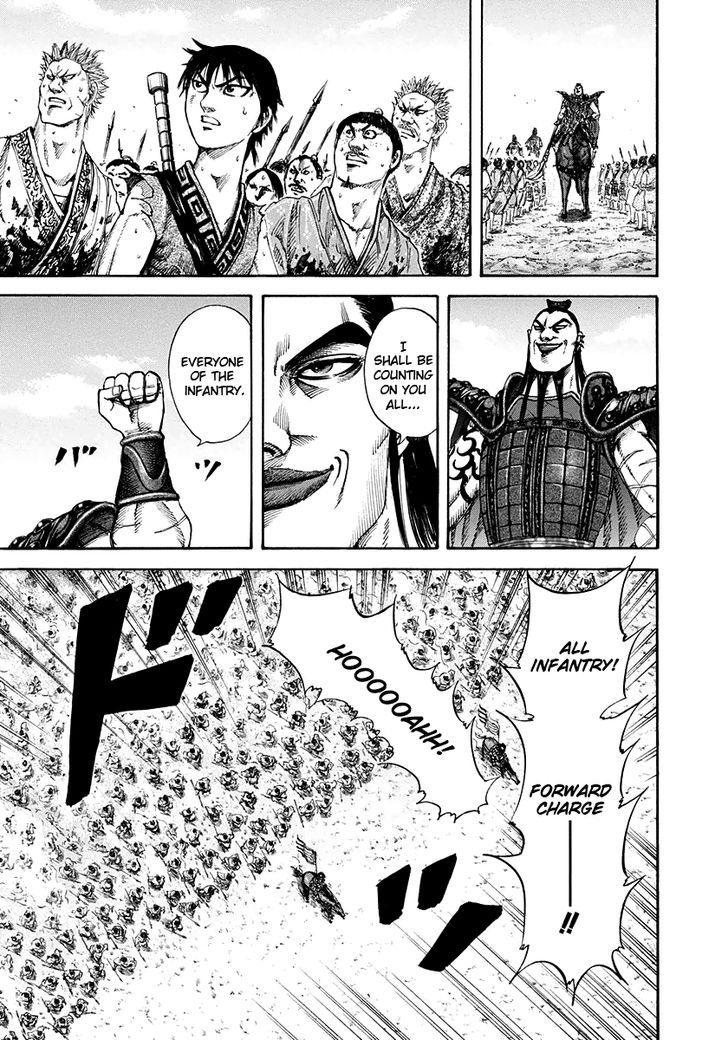 I
SHALL BE
COUNTING
ON YOU
ALL...
EVERYONE
OF THE
INFANTRY.
バッ
ALL
INFANTRY!
FORWARD
CHARGE
——
!!
HOOOOOAHH!
ドッ